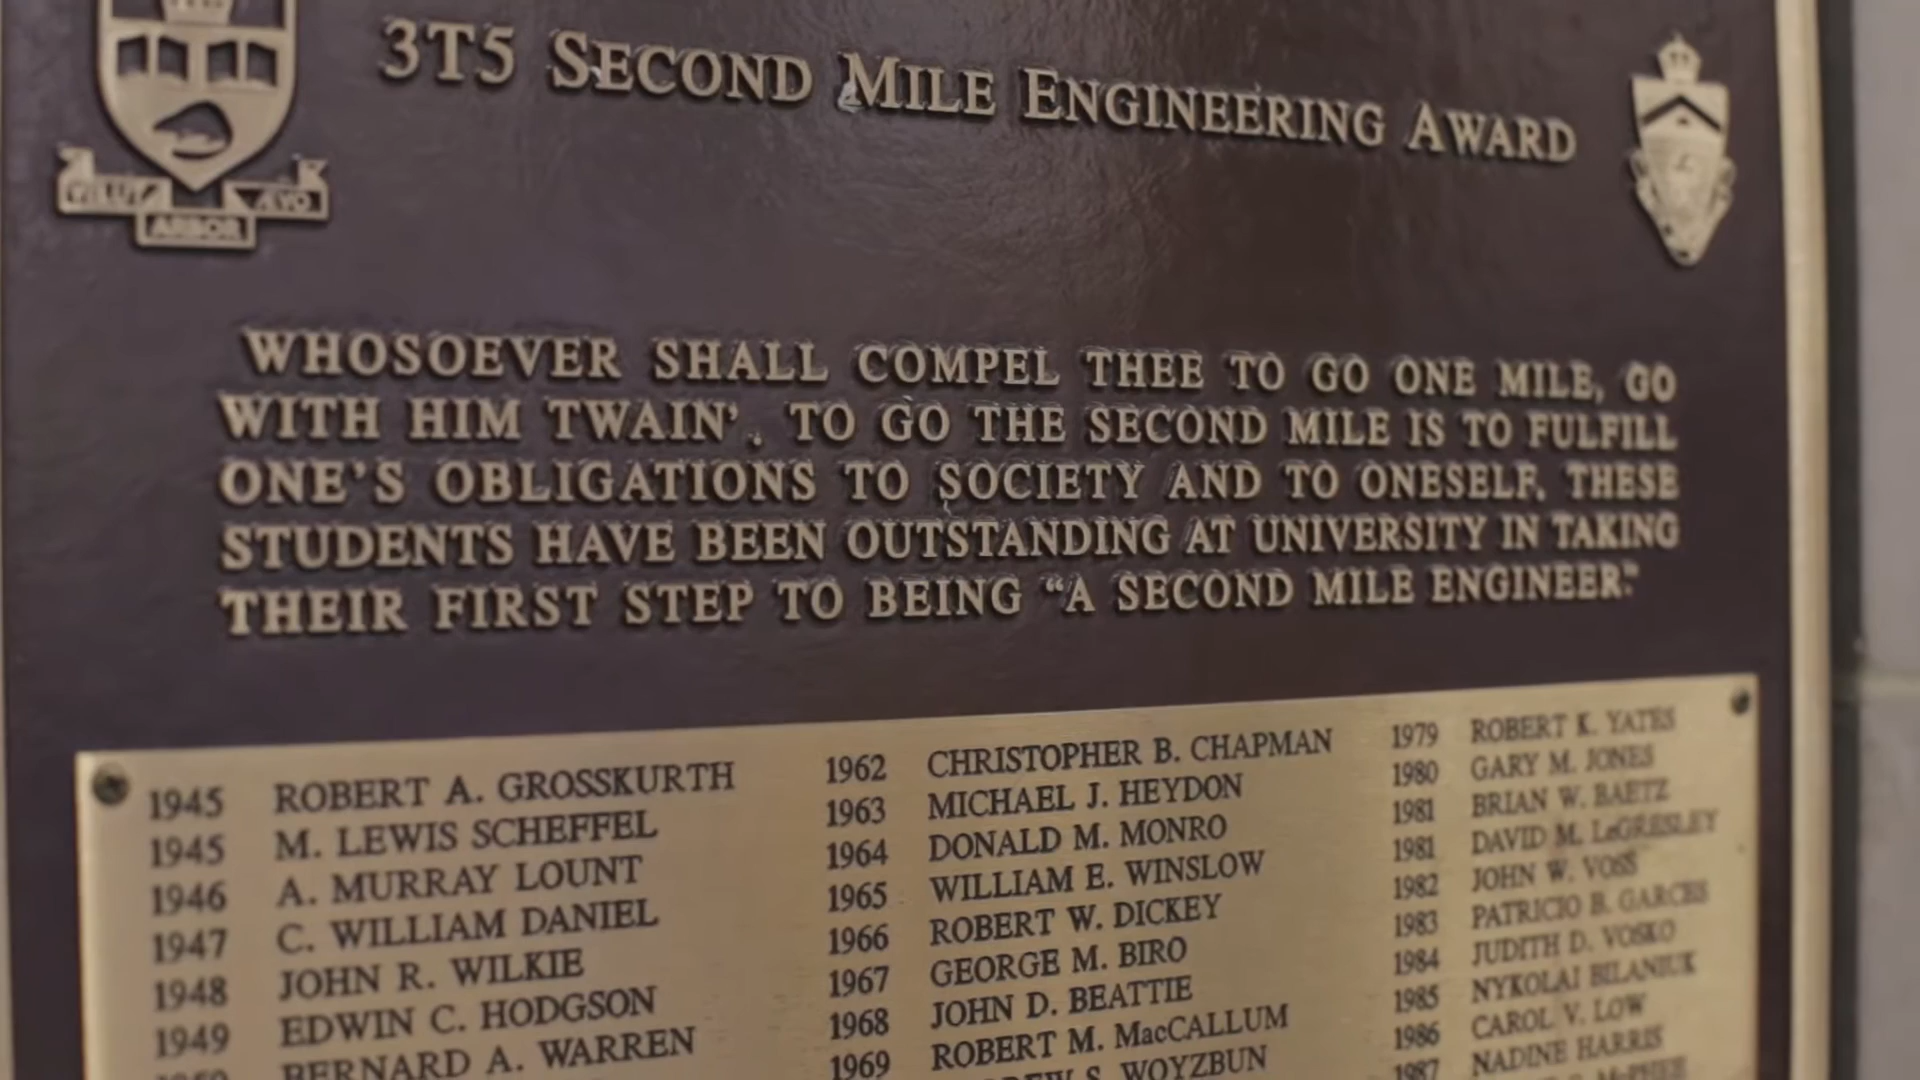 VELUT ÆVO
ARBOR
3T5 SECOND MILE ENGINEERING AWARD
WHOSOEVER SHALL COMPEL THEE TO GO ONE MILE, GO
WITH HIM TWAIN'. TO GO THE SECOND MILE IS TO FULFILL
ONE'S OBLIGATIONS TO SOCIETY AND TO ONESELF. THESE
STUDENTS HAVE BEEN OUTSTANDING AT UNIVERSITY IN TAKING
THEIR FIRST STEP TO BEING “A SECOND MILE ENGINEER.”
1945 ROBERT A. GROSSKURTH
1945 M. LEWIS SCHEFFEL
1946 A. MURRAY LOUNT
1947 C. WILLIAM DANIEL
1948 JOHN R. WILKIE
1949 EDWIN C. HODGSON
BERNARD A. WARREN
1962 CHRISTOPHER B. CHAPMAN
1963 MICHAEL J. HEYDON
1964 DONALD M. MONRO
1965 WILLIAM E. WINSLOW
1966 ROBERT W. DICKEY
1967 GEORGE M. BIRO
1968 JOHN D. BEATTIE
1969 ROBERT M. MacCALLUM
S. WOYZBUN
1979 ROBERT K. YATES
1980 GARY M. JONES
1981 BRIAN W. BAETZ
1981 DAVID M. LeGRESLEY
1982 JOHN W. VOSS
1983 PATRICIO B. GARCES
1984 JUDITH D. VOSKO
1985 NYKOLAI BILANIUK
1986 CAROL V. LOW
1987 NADINE HARRIS